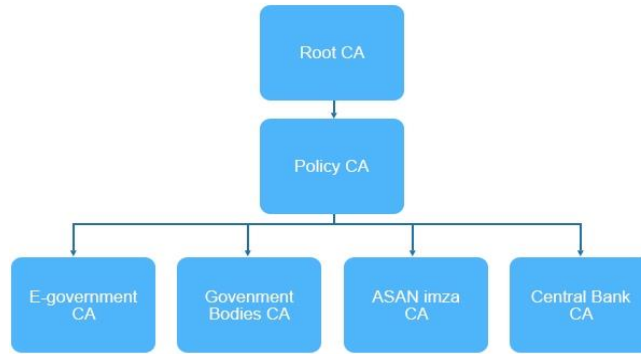 Root CA
Policy CA
E-government
CA
Govenment
Bodies CA
ASAN imza
CA
Central Bank
CA